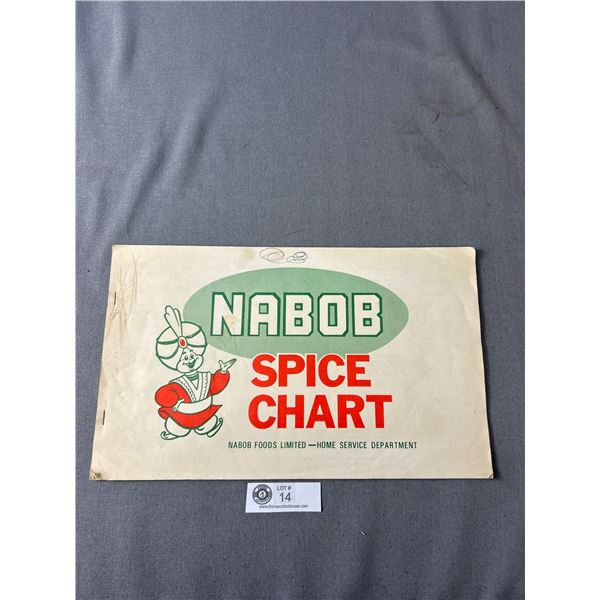 NABOB
SPICE
CHART
NABOB FOODS LIMITED — HOME SERVICE DEPARTMENT
LOT #
14